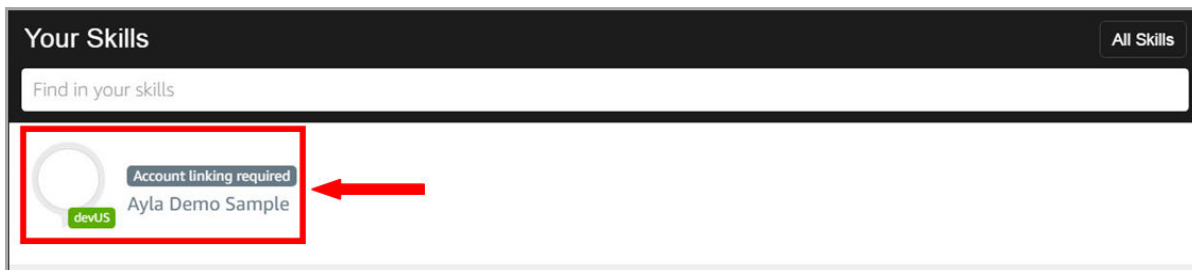 Your Skills
All Skills
Find in your skills
Account linking required
devUS
Ayla Demo Sample